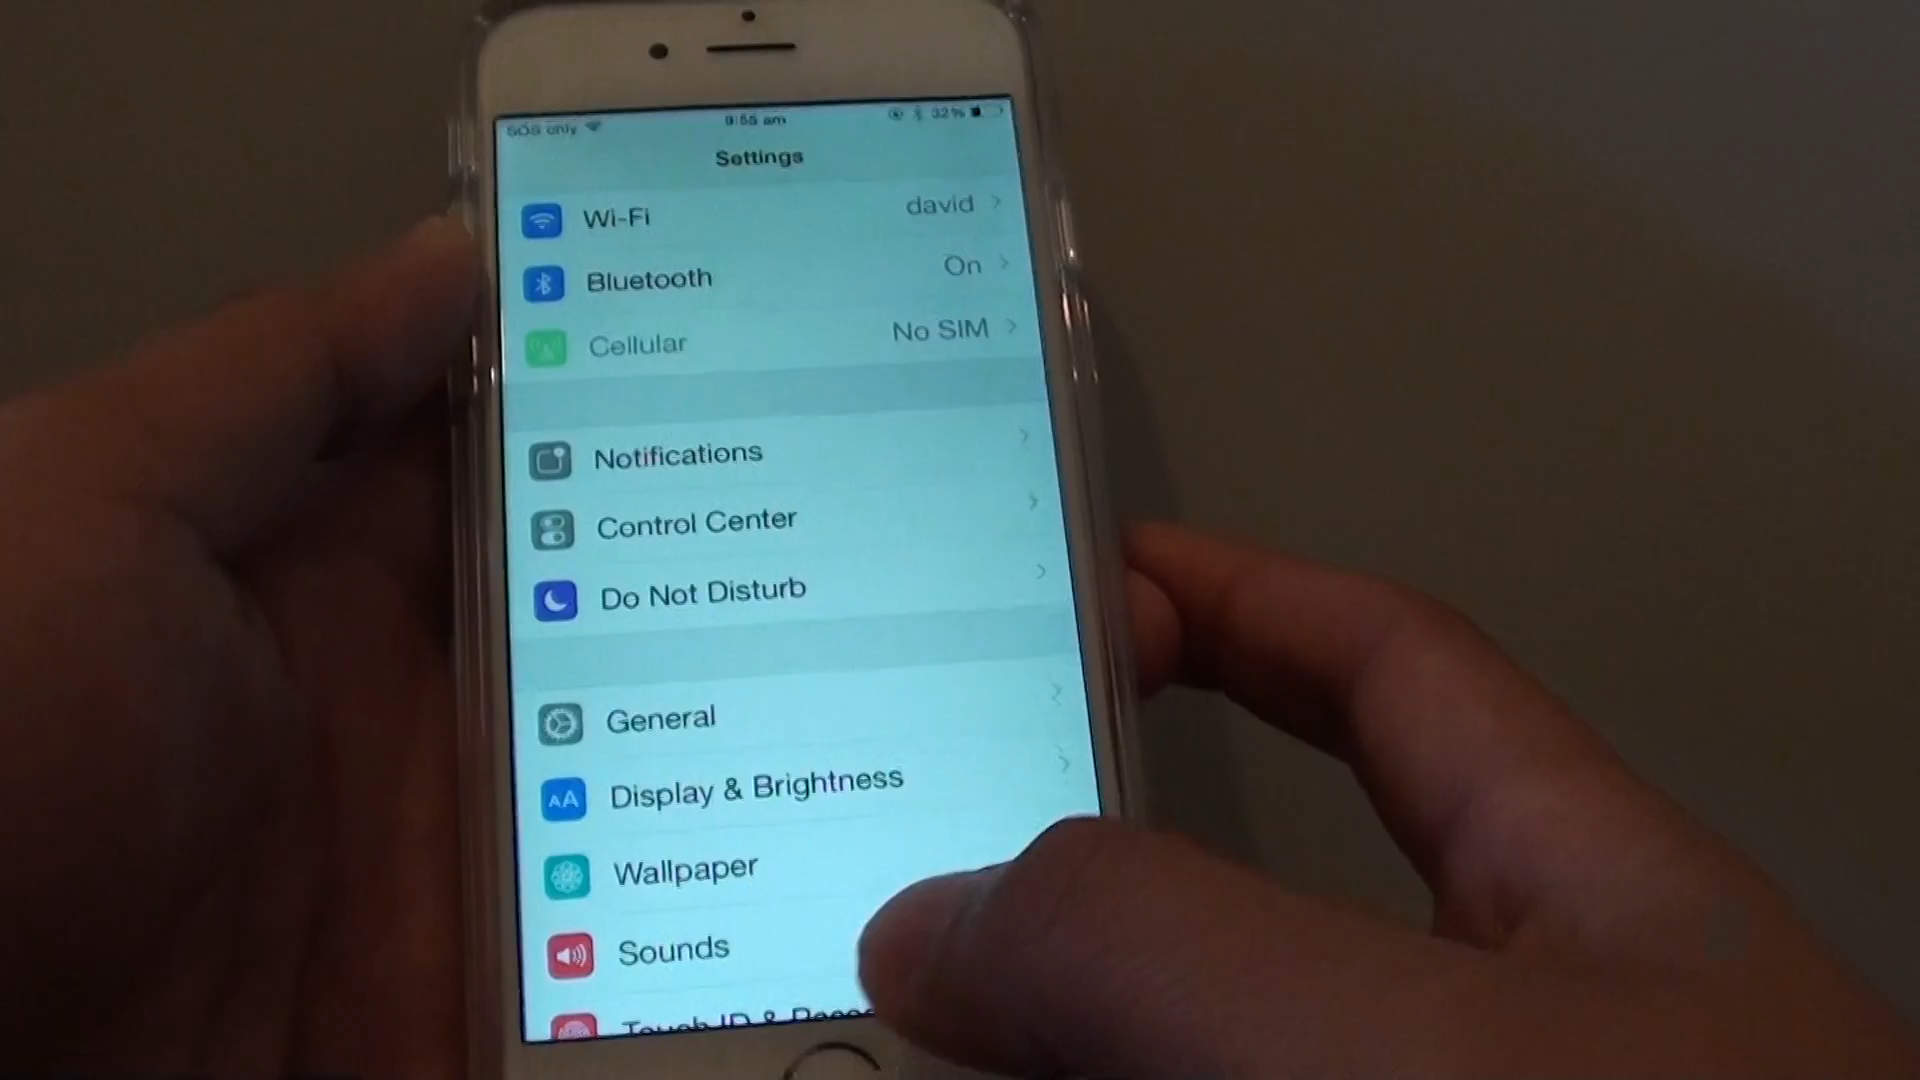 SOS only 9:55 am 32%
Settings
Wi-Fi david
Bluetooth On
Cellular No SIM
Notifications
Control Center
Do Not Disturb
General
AA Display & Brightness
Wallpaper
Sounds
Touch ID &